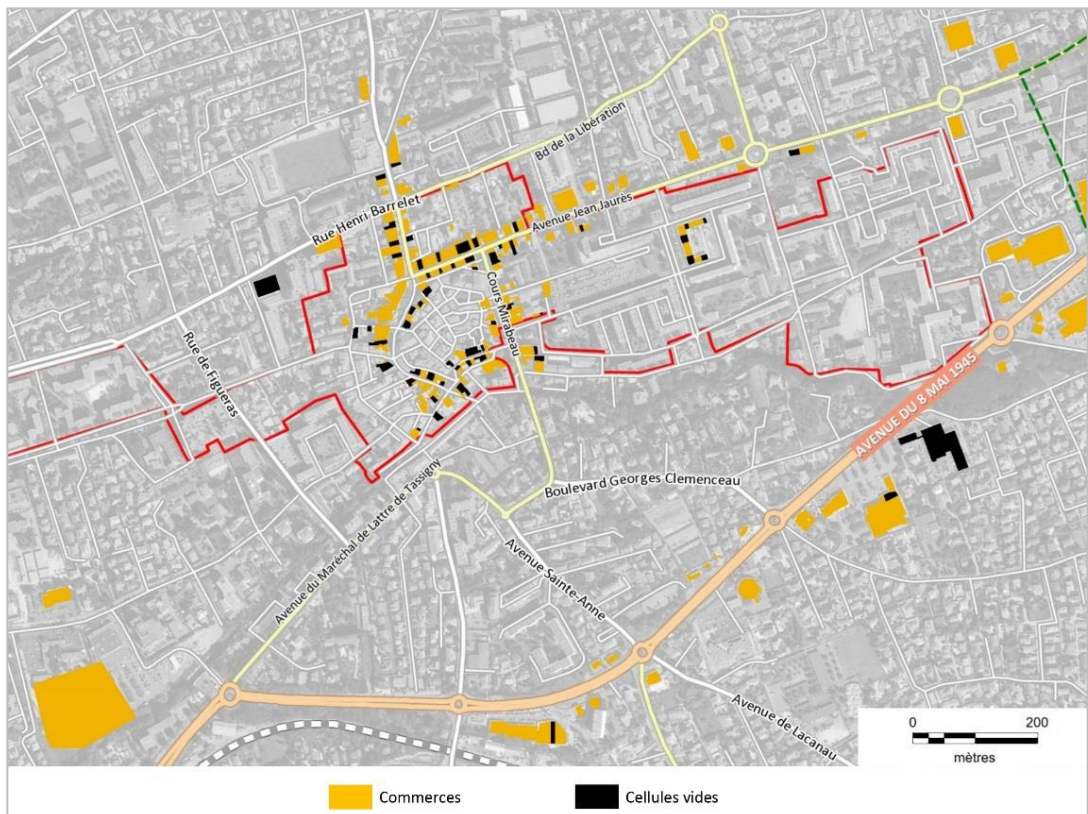 Bd de la Libération
Rue Henri Barrelet
Avenue Jean Jaurès
Cours Mirabeau
Rue de Figueras
AVENUE DU 8 MAI 1945
Avenue du Maréchal de Lattre de Tassigny
Boulevard Georges Clemenceau
Avenue Sainte-Anne
Avenue de Lacanau
0 200
mètres
Commerces Cellules vides